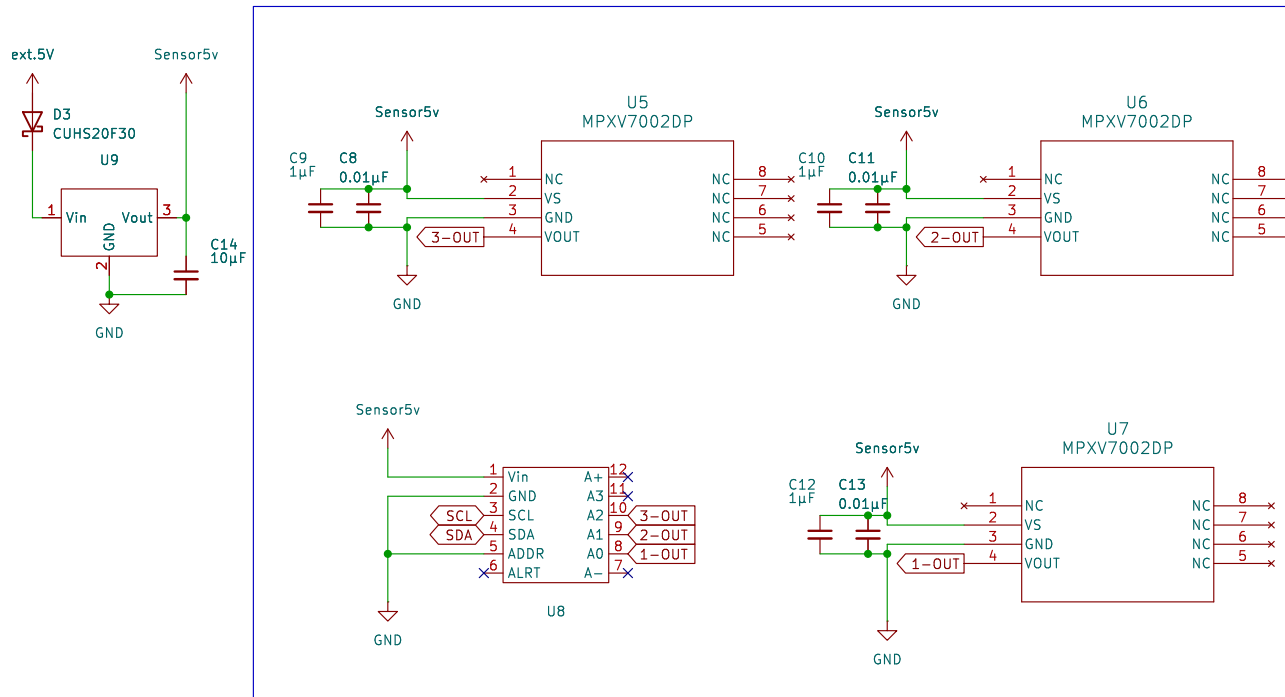 ext.5V
Sensor5v
D3
CUHS20F30
U9
1 Vin Vout 3
GND
2
C14
10µF
GND
U5
MPXV7002DP
Sensor5v
C9
1µF
C8
0.01µF
1 NC NC 8
2 VS NC 7
3 GND NC 6
4 VOUT NC 5
3-OUT
GND
U6
MPXV7002DP
Sensor5v
C10
1µF
C11
0.01µF
1 NC NC 8
2 VS NC 7
3 GND NC 6
4 VOUT NC 5
2-OUT
GND
Sensor5v
1 Vin A+ 12
2 GND A3 11
SCL 3 SCL A2 10 3-OUT
SDA 4 SDA A1 9 2-OUT
5 ADDR A0 8 1-OUT
6 ALRT A- 7
U8
GND
U7
MPXV7002DP
Sensor5v
C12
1µF
C13
0.01µF
1 NC NC 8
2 VS NC 7
3 GND NC 6
4 VOUT NC 5
1-OUT
GND